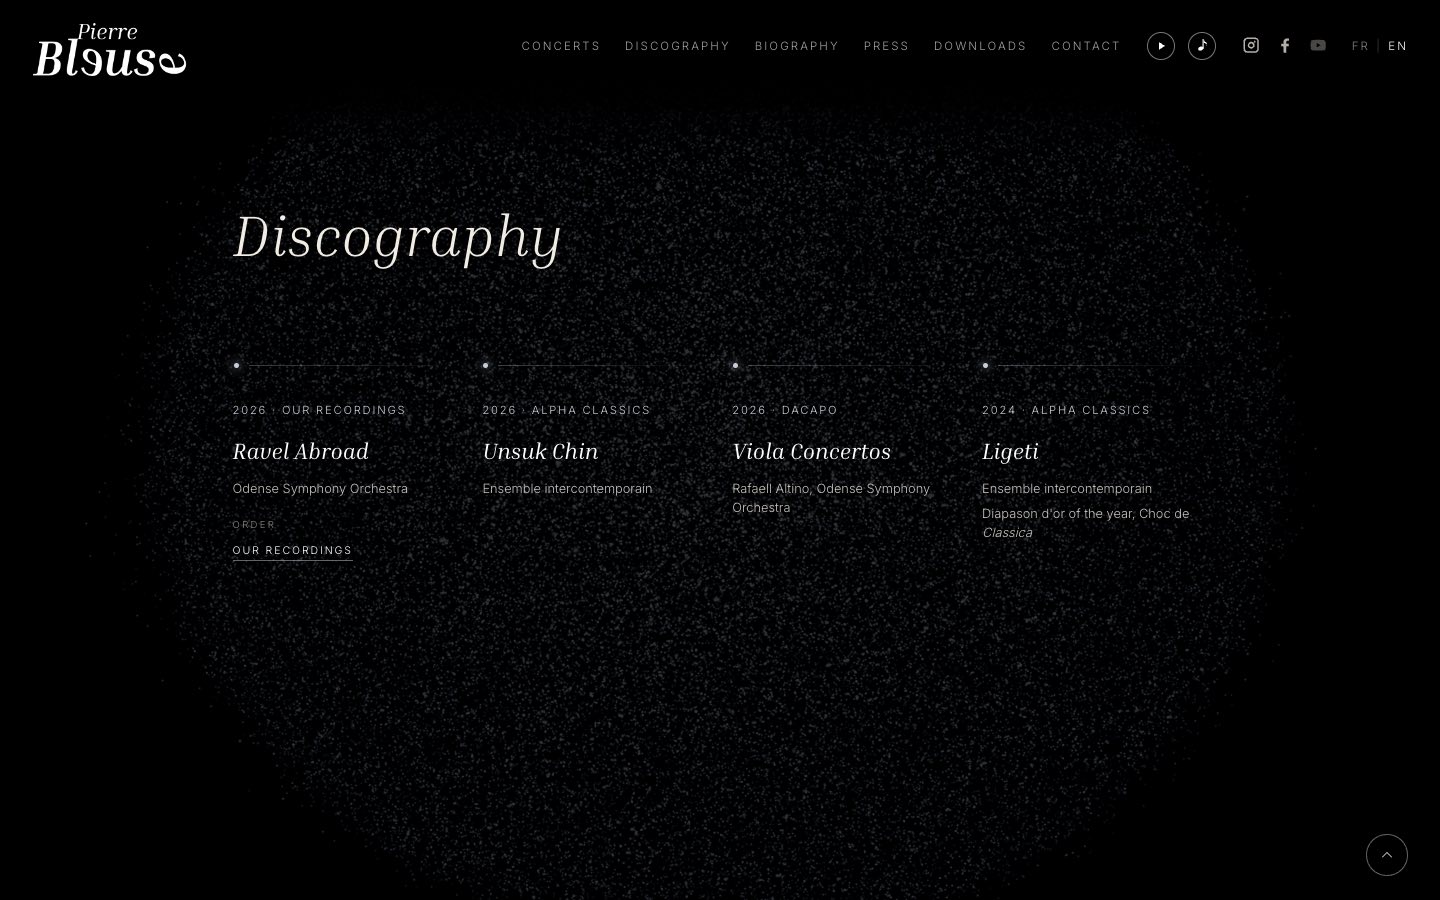 Pierre
Bleuse
CONCERTS DISCOGRAPHY BIOGRAPHY PRESS DOWNLOADS CONTACT FR EN
Discography
2026 · OUR RECORDINGS
Ravel Abroad
Odense Symphony Orchestra
ORDER
OUR RECORDINGS
2026 · ALPHA CLASSICS
Unsuk Chin
Ensemble intercontemporain
2026 · DACAPO
Viola Concertos
Rafaell Altino, Odense Symphony
Orchestra
2024 · ALPHA CLASSICS
Ligeti
Ensemble intercontemporain
Diapason d'or of the year, Choc de
Classica